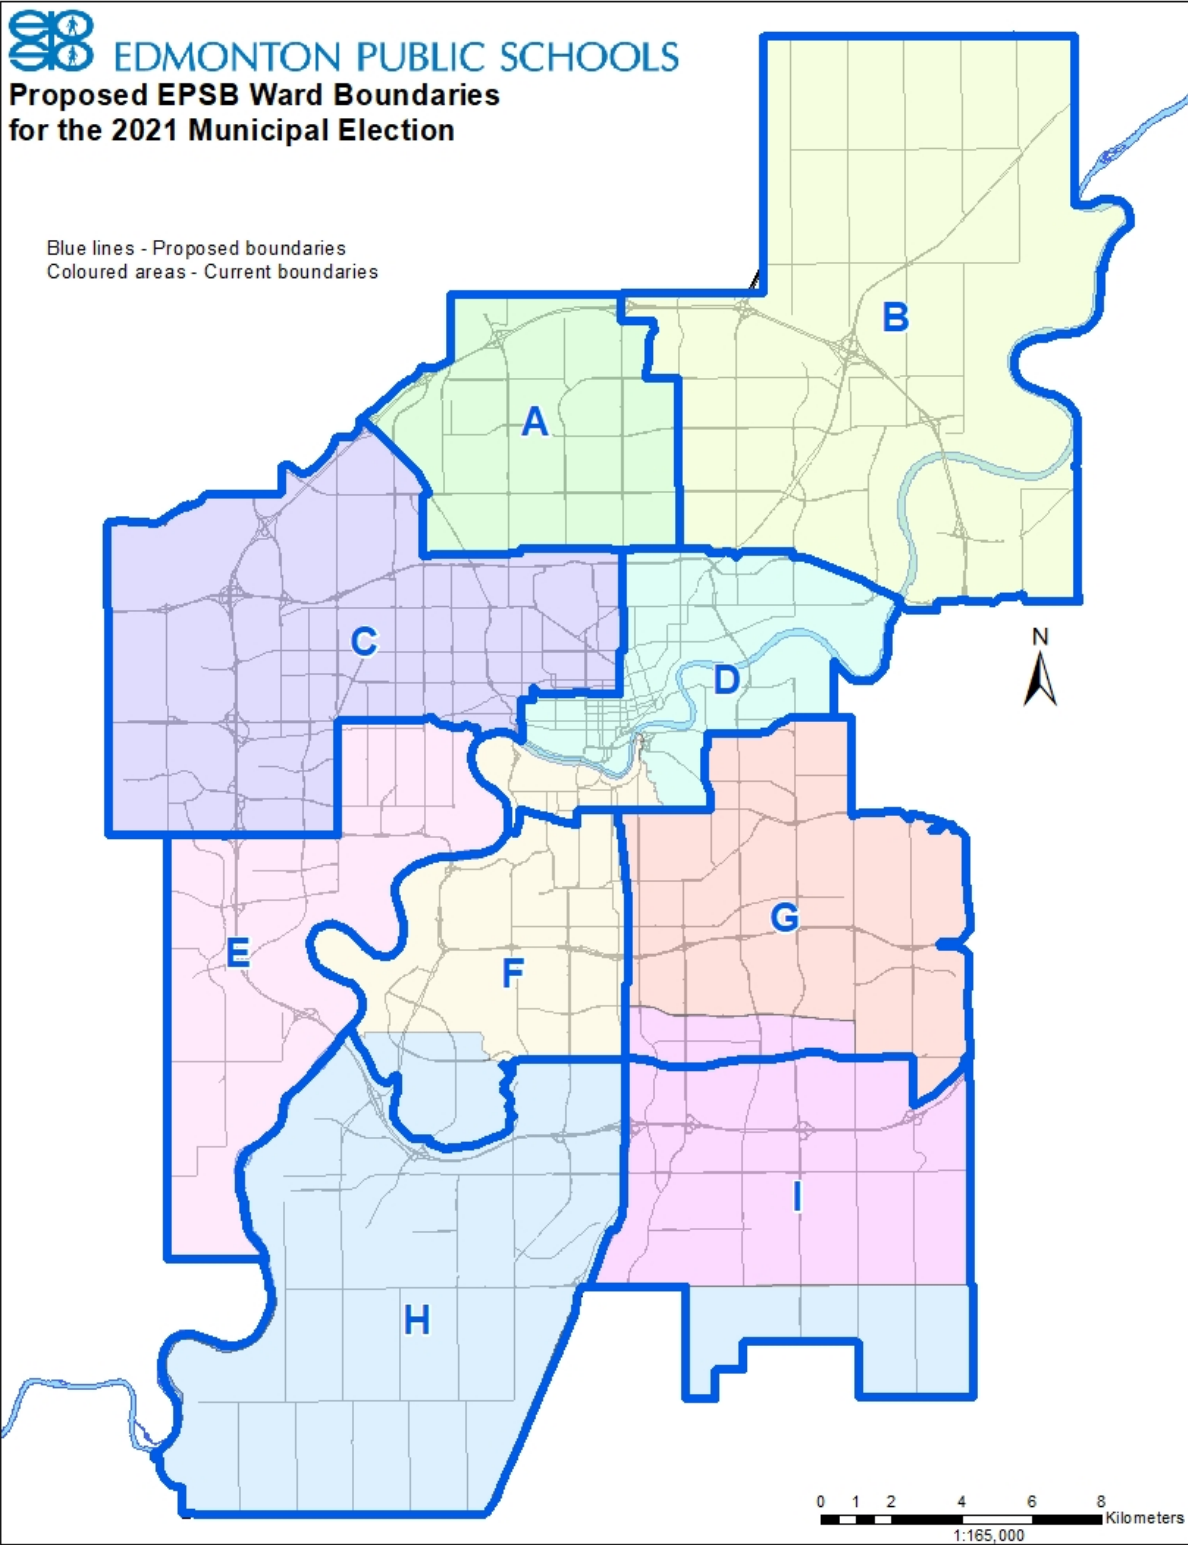 EDMONTON PUBLIC SCHOOLS
Proposed EPSB Ward Boundaries
for the 2021 Municipal Election
Blue lines - Proposed boundaries
Coloured areas - Current boundaries
B
A
C
N
D
G
E
F
I
H
0 1 2 4 6 8
Kilometers
1:165,000